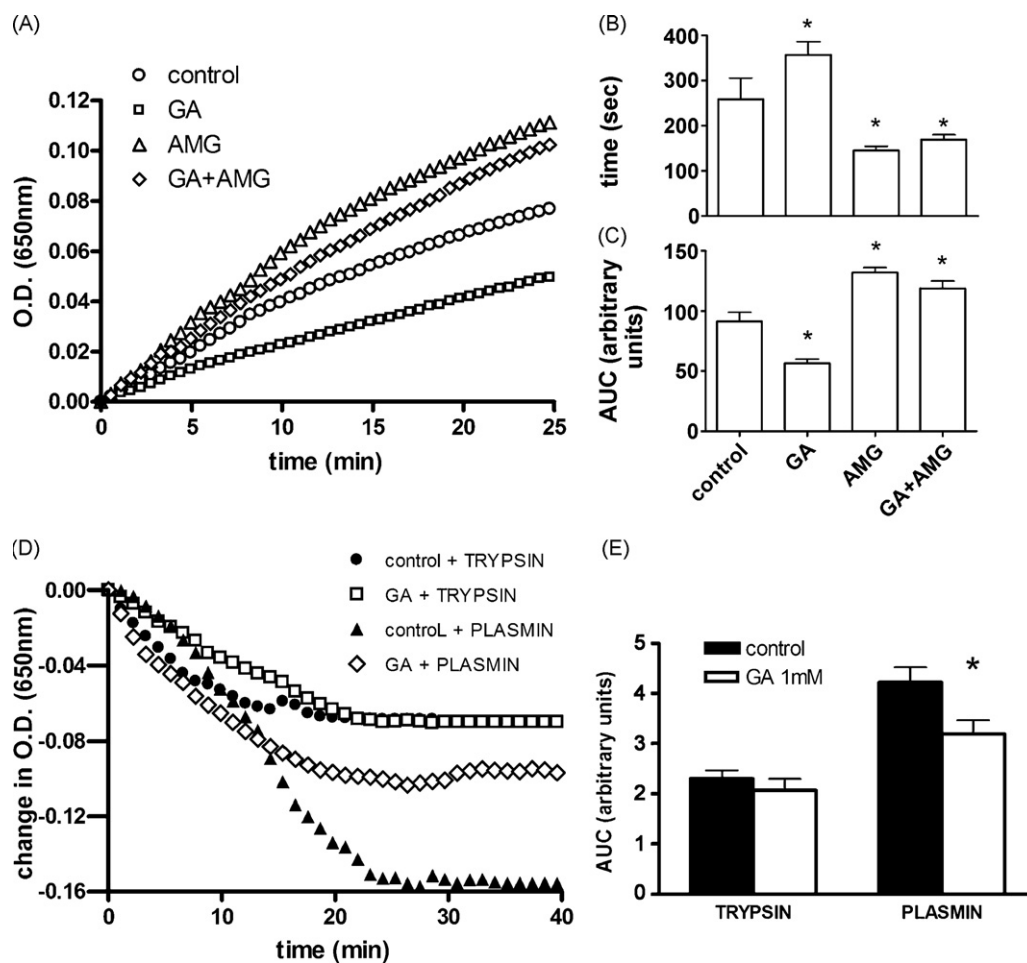 (A)
control
GA
AMG
GA+AMG
O.D. (650nm)
0.12
0.10
0.08
0.06
0.04
0.02
0.00
0 5 10 15 20 25
time (min)
(B)
time (sec)
400
300
200
100
0
* * *
(C)
AUC (arbitrary
units)
150
100
50
0
* * *
control GA AMG GA+AMG
(D)
control + TRYPSIN
GA + TRYPSIN
controL + PLASMIN
GA + PLASMIN
change in O.D. (650nm)
0.00
-0.04
-0.08
-0.12
-0.16
0 10 20 30 40
time (min)
(E)
control
GA 1mM
AUC (arbitrary units)
5
4
3
2
1
0
*
TRYPSIN PLASMIN